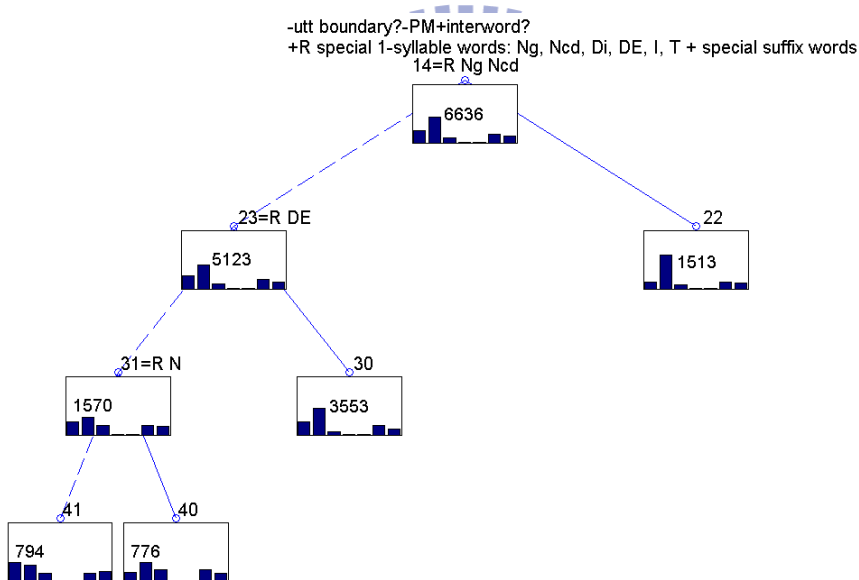 -utt boundary?-PM+interword?
+R special 1-syllable words: Ng, Ncd, Di, DE, I, T + special suffix words
14=R Ng Ncd
6636
23=R DE
22
5123
1513
31=R N
30
1570
3553
41
40
794
776